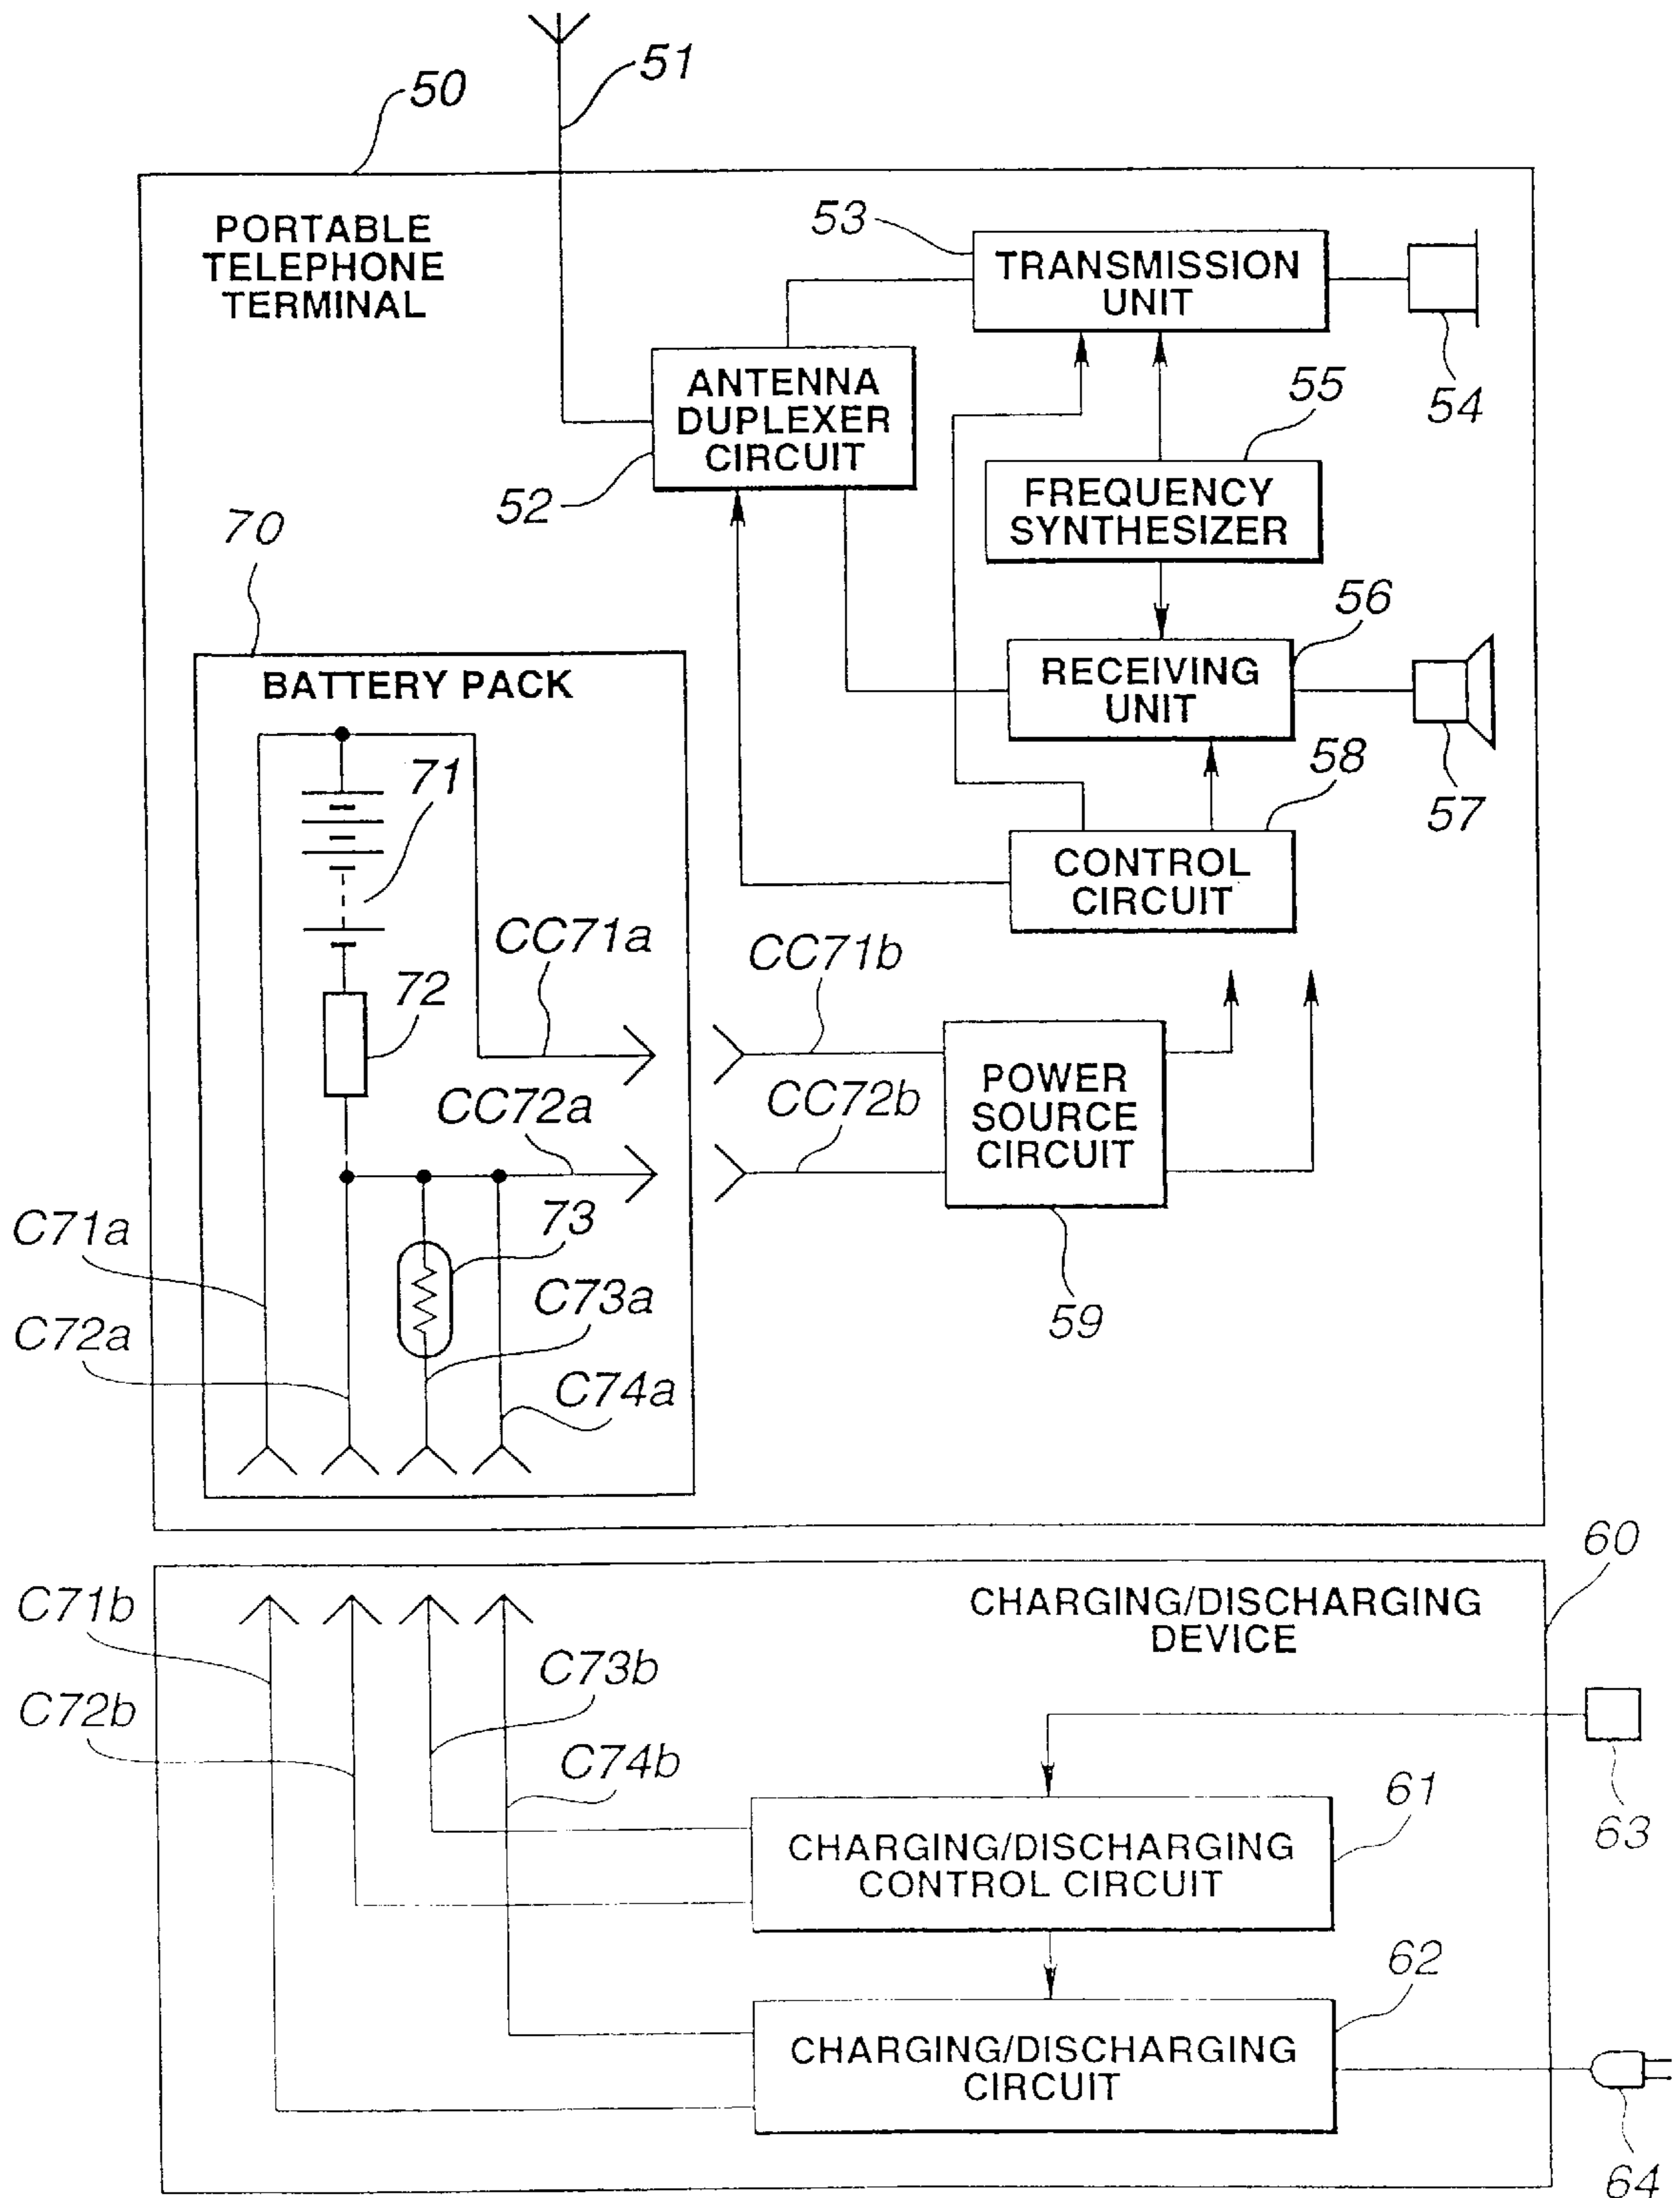 51
50
PORTABLE
TELEPHONE
TERMINAL
53
TRANSMISSION
UNIT
54
ANTENNA
DUPLEXER
CIRCUIT
52
55
FREQUENCY
SYNTHESIZER
70
56
BATTERY PACK
RECEIVING
UNIT
57
71
58
CONTROL
CIRCUIT
CC71a
CC71b
72
CC72a
CC72b
POWER
SOURCE
CIRCUIT
59
C71a
73
C73a
C72a
C74a
60
C71b
CHARGING/DISCHARGING
DEVICE
C73b
C72b
C74b
63
61
CHARGING/DISCHARGING
CONTROL CIRCUIT
62
CHARGING/DISCHARGING
CIRCUIT
64